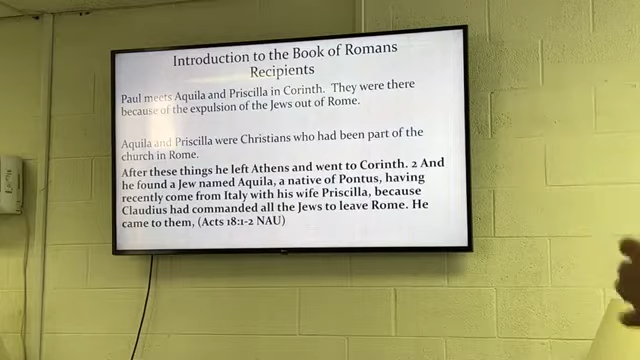 Introduction to the Book of Romans
Recipients
Paul meets Aquila and Priscilla in Corinth. They were there
because of the expulsion of the Jews out of Rome.
Aquila and Priscilla were Christians who had been part of the
church in Rome.
After these things he left Athens and went to Corinth. 2 And
he found a Jew named Aquila, a native of Pontus, having
recently come from Italy with his wife Priscilla, because
Claudius had commanded all the Jews to leave Rome. He
came to them, (Acts 18:1-2 NAU)